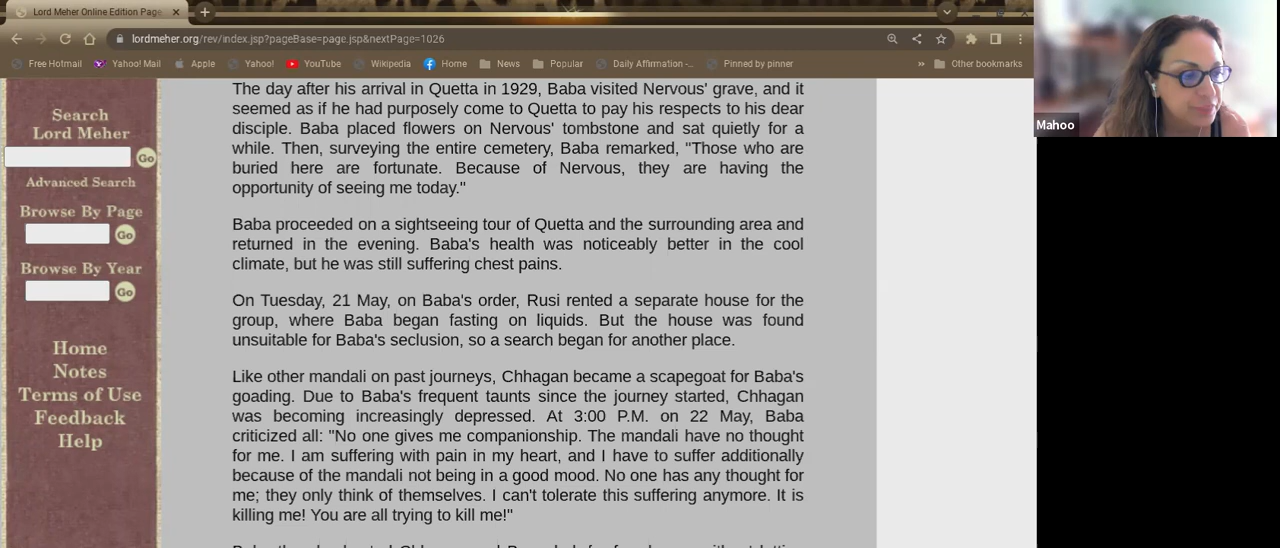 Lord Meher Online Edition Page
lordmeher.org/rev/index.jsp?pageBase=page.jsp&nextPage=1026
Free Hotmail
Yahoo! Mail
Apple
Yahoo!
YouTube
Wikipedia
Home
News
Popular
Daily Affirmation -...
Pinned by pinner
»
Other bookmarks
Search
Lord Meher
Go
Advanced Search
Browse By Page
Go
Browse By Year
Go
Home
Notes
Terms of Use
Feedback
Help
The day after his arrival in Quetta in 1929, Baba visited Nervous' grave, and it
seemed as if he had purposely come to Quetta to pay his respects to his dear
disciple. Baba placed flowers on Nervous' tombstone and sat quietly for a
while. Then, surveying the entire cemetery, Baba remarked, "Those who are
buried here are fortunate. Because of Nervous, they are having the
opportunity of seeing me today."
Baba proceeded on a sightseeing tour of Quetta and the surrounding area and
returned in the evening. Baba's health was noticeably better in the cool
climate, but he was still suffering chest pains.
On Tuesday, 21 May, on Baba's order, Rusi rented a separate house for the
group, where Baba began fasting on liquids. But the house was found
unsuitable for Baba's seclusion, so a search began for another place.
Like other mandali on past journeys, Chhagan became a scapegoat for Baba's
goading. Due to Baba's frequent taunts since the journey started, Chhagan
was becoming increasingly depressed. At 3:00 P.M. on 22 May, Baba
criticized all: "No one gives me companionship. The mandali have no thought
for me. I am suffering with pain in my heart, and I have to suffer additionally
because of the mandali not being in a good mood. No one has any thought for
me; they only think of themselves. I can't tolerate this suffering anymore. It is
killing me! You are all trying to kill me!"
Mahoo